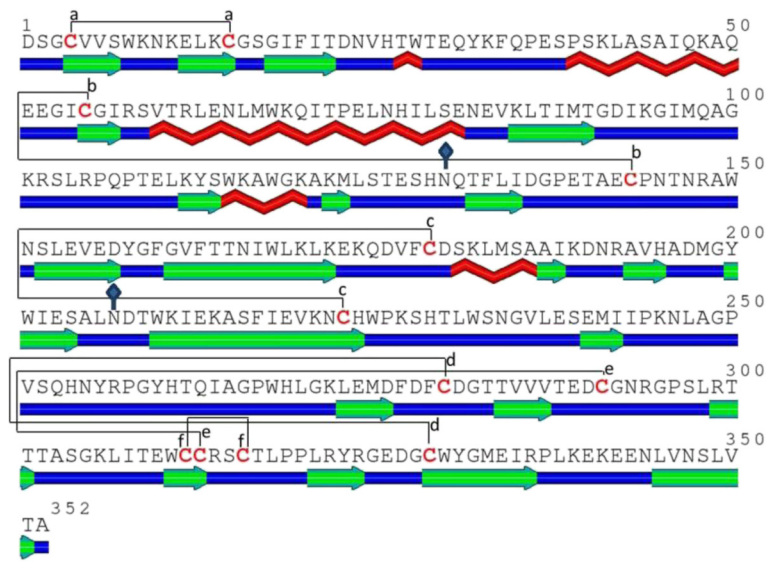 a a
1 50
DSGCVVSWKNKELKCGSGIFITDNVHTWTEQYKFQPESPSKLASAIQKAQ
b 100
EEGICGIRSVTRLENLMWKQITPELNHILSENEVKLTIMTGDIKGIMQAG
b 150
KRSLRPQPTELKYSWKAWGKAKMLSTESHNQTFLIDGPETAECPNTNRAW
c 200
NSLEVEDYGFGVFTTNIWLKLKEKQDVFCDSKLMSAAIKDNRAVHADMGY
c 250
WIESALNDTWKIEKASFIEVKNCHWPKSHTLWSNGVLESEMIIPKNLAGP
d e 300
VSQHNYRPGYHTQIAGPWHLGKLEMDFDFCDGTTVVVTEDCGNRGPSLRT
f e f d 350
TTASGKLITEWCCRSCTLPPLRYRGEDGCWYGMEIRPLKEKEENLVNSLV
352
TA